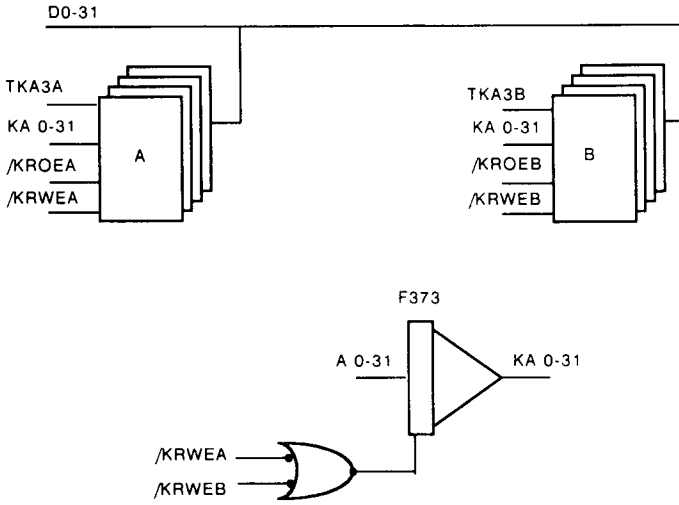 D0-31
TKA3A
KA 0-31
/KROEA
/KRWEA
A
TKA3B
KA 0-31
/KROEB
/KRWEB
B
F373
A 0-31
KA 0-31
/KRWEA
/KRWEB